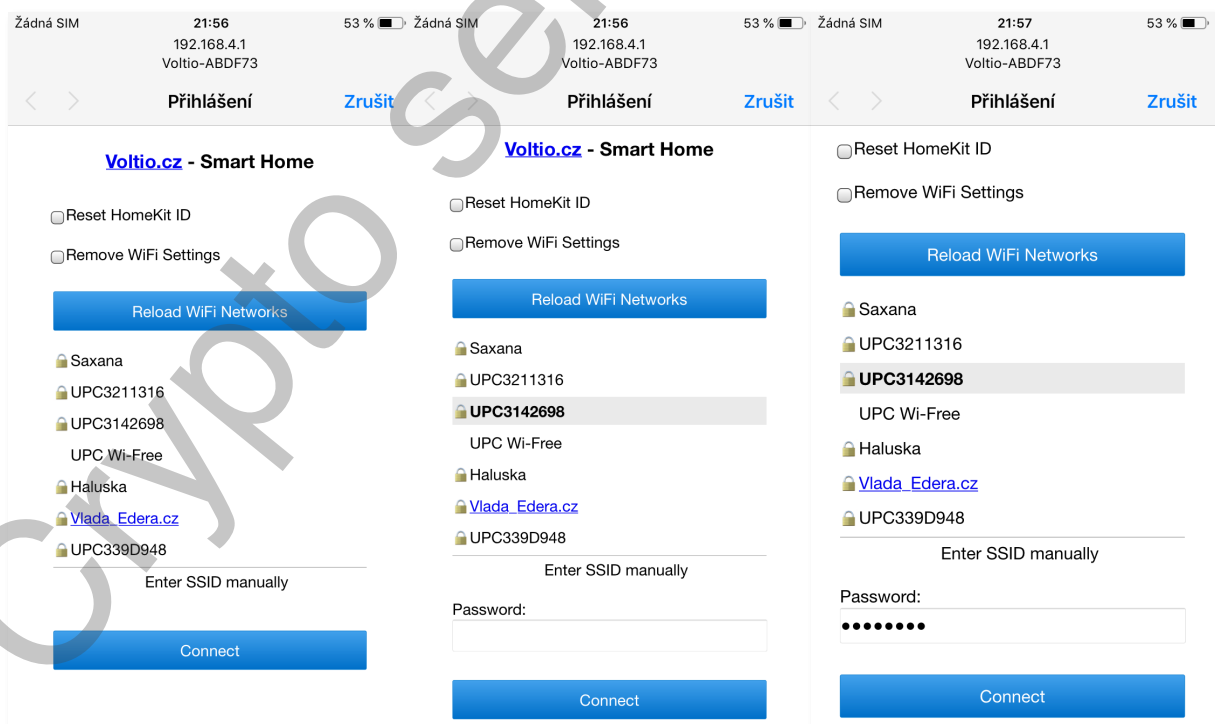 Žádná SIM 21:56 53 %
192.168.4.1
Voltio-ABDF73
Přihlášení Zrušit
Voltio.cz - Smart Home
Reset HomeKit ID
Remove WiFi Settings
Reload WiFi Networks
Saxana
UPC3211316
UPC3142698
UPC Wi-Free
Haluska
Vlada_Edera.cz
UPC339D948
Enter SSID manually
Connect
Žádná SIM 21:56 53 %
192.168.4.1
Voltio-ABDF73
Přihlášení Zrušit
Voltio.cz - Smart Home
Reset HomeKit ID
Remove WiFi Settings
Reload WiFi Networks
Saxana
UPC3211316
UPC3142698
UPC Wi-Free
Haluska
Vlada_Edera.cz
UPC339D948
Enter SSID manually
Password:
Connect
Žádná SIM 21:57 53 %
192.168.4.1
Voltio-ABDF73
Přihlášení Zrušit
Reset HomeKit ID
Remove WiFi Settings
Reload WiFi Networks
Saxana
UPC3211316
UPC3142698
UPC Wi-Free
Haluska
Vlada_Edera.cz
UPC339D948
Enter SSID manually
Password:
••••••••
Connect
Crypto